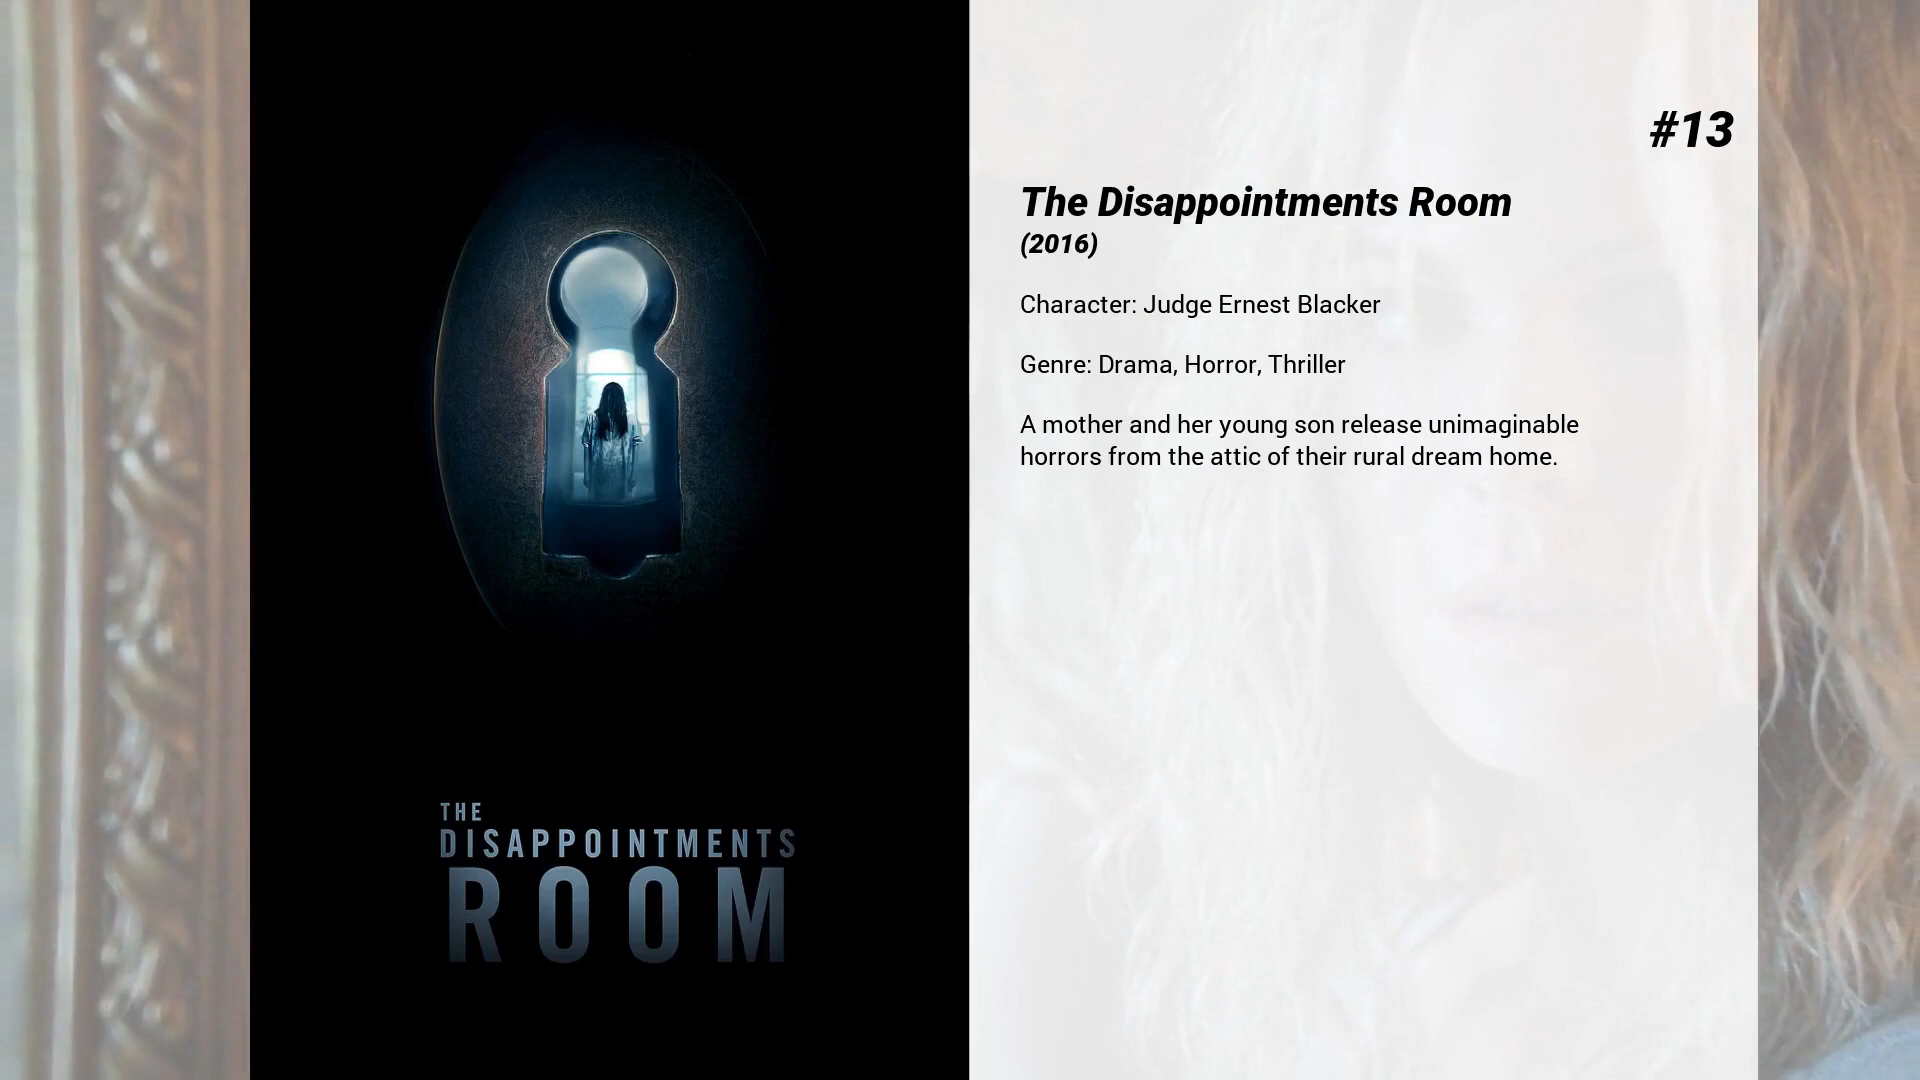 THE
DISAPPOINTMENTS
ROOM
#13
The Disappointments Room
(2016)
Character: Judge Ernest Blacker
Genre: Drama, Horror, Thriller
A mother and her young son release unimaginable
horrors from the attic of their rural dream home.